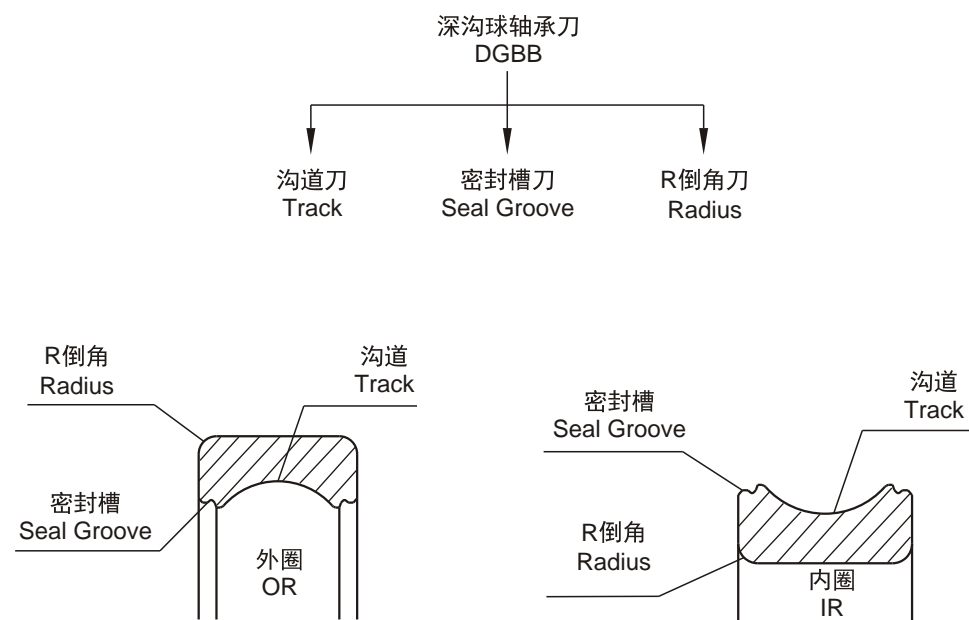 深沟球轴承刀
DGBB
沟道刀
Track
密封槽刀
Seal Groove
R倒角刀
Radius
R倒角
Radius
沟道
Track
密封槽
Seal Groove
外圈
OR
密封槽
Seal Groove
沟道
Track
R倒角
Radius
内圈
IR